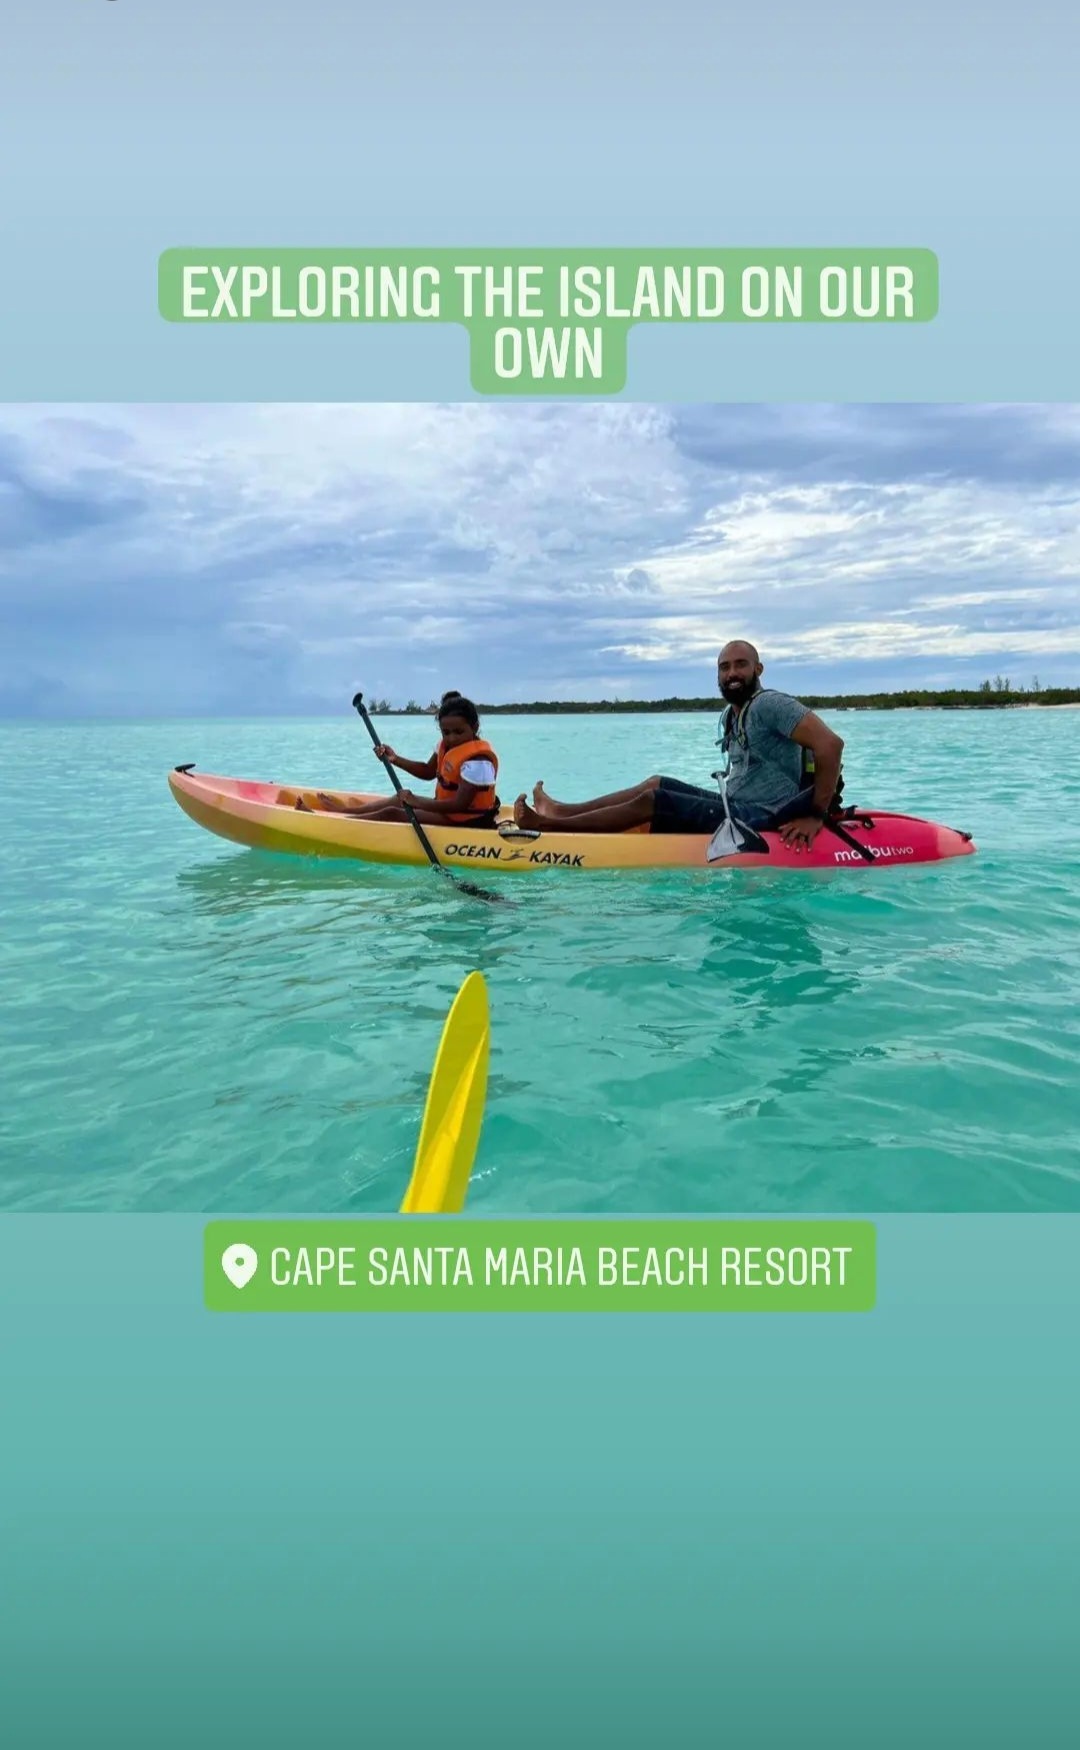 EXPLORING THE ISLAND ON OUR
OWN
OCEAN KAYAK
malibu two
CAPE SANTA MARIA BEACH RESORT